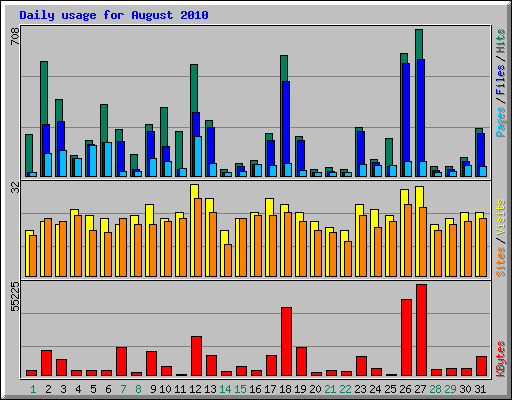 Daily usage for August 2010
708
Pages / Files / Hits
32
Sites / Visits
55225
KBytes
1 2 3 4 5 6 7 8 9 10 11 12 13 14 15 16 17 18 19 20 21 22 23 24 25 26 27 28 29 30 31